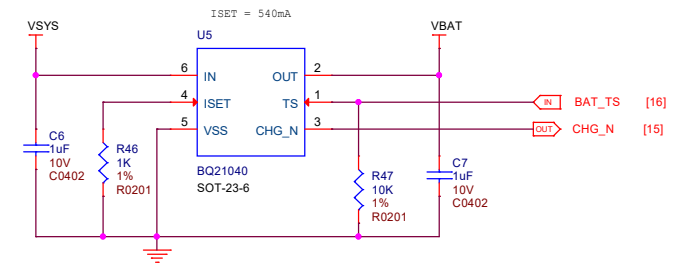 ISET = 540mA
VSYS
VBAT
U5
6 IN OUT 2
4 ISET TS 1
5 VSS CHG_N 3
IN BAT_TS [16]
OUT CHG_N [15]
C6
1uF
10V
C0402
R46
1K
1%
R0201
BQ21040
SOT-23-6
R47
10K
1%
R0201
C7
1uF
10V
C0402